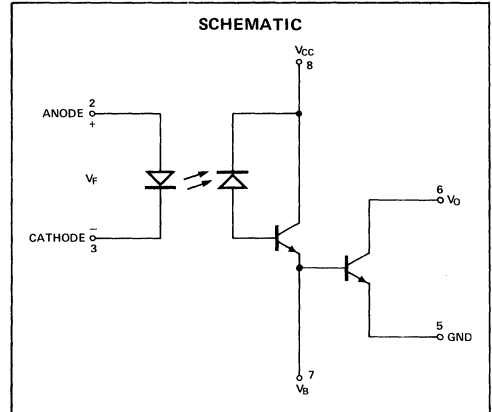 SCHEMATIC
VCC
8
2
ANODE
+
VF
6
VO
–
CATHODE
3
5
GND
7
VB